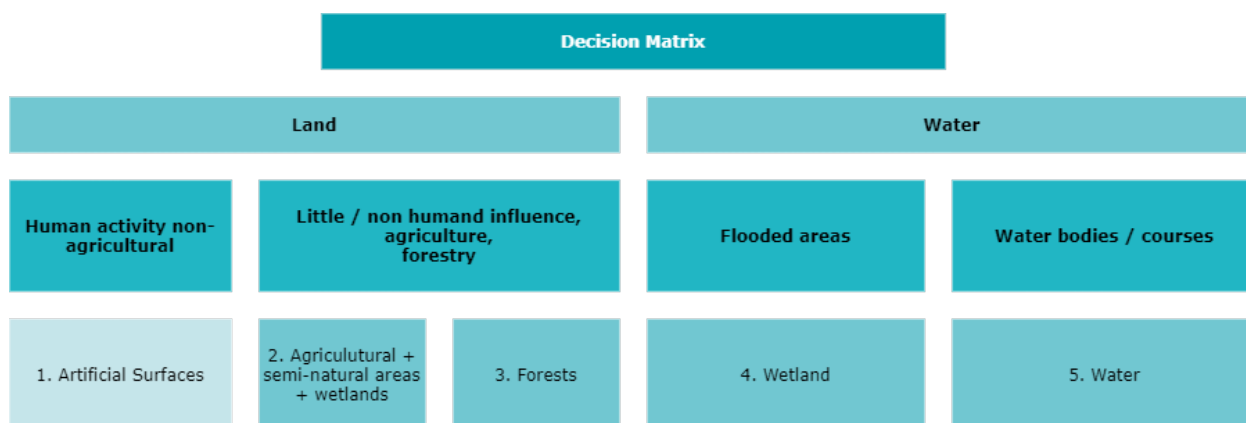 Decision Matrix
Land
Water
Human activity non-
agricultural
Little / non humand influence,
agriculture,
forestry
Flooded areas
Water bodies / courses
1. Artificial Surfaces
2. Agriculutural +
semi-natural areas
+ wetlands
3. Forests
4. Wetland
5. Water